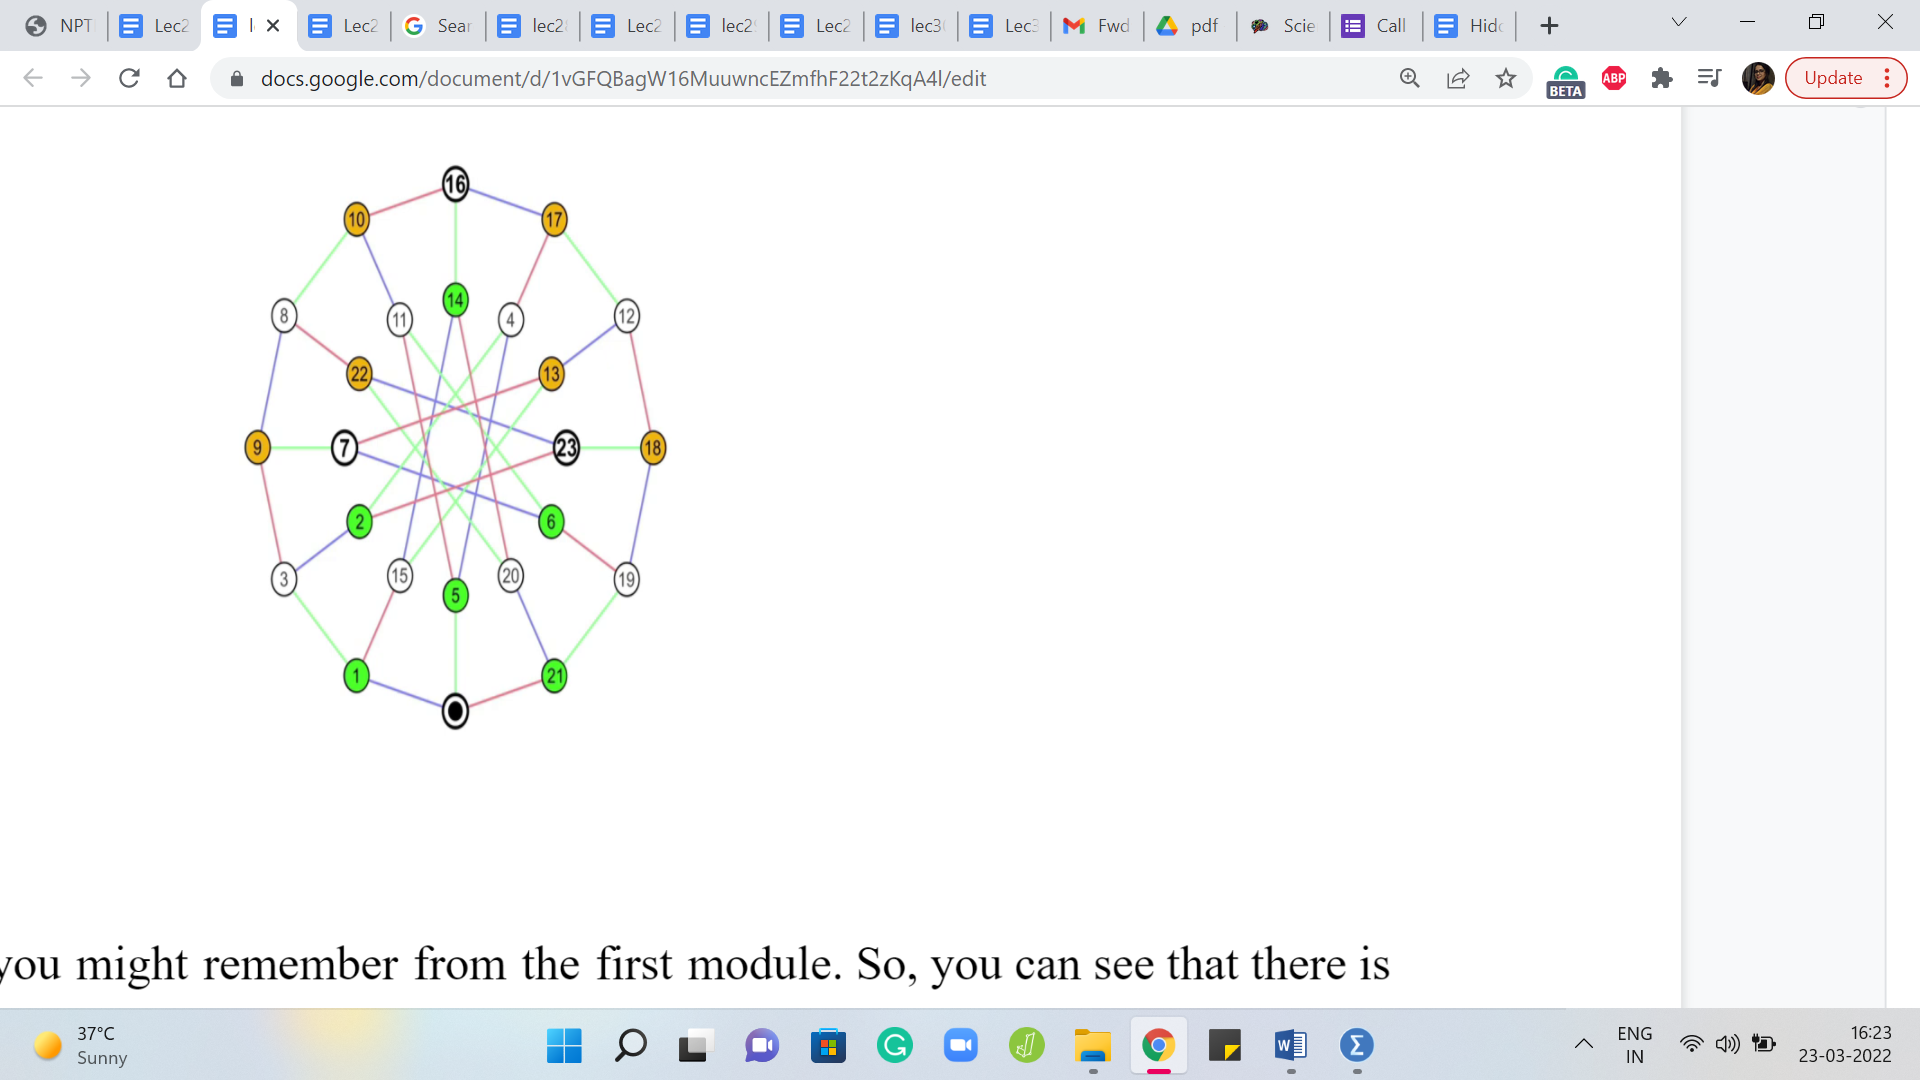 NPT Lec2 l Lec2 Sear lec2 Lec2 lec2 Lec2 lec3 Lec3 Fwd pdf Scie Call Hid
docs.google.com/document/d/1vGFQBagW16MuuwncEZmfhF22t2zKqA4l/edit
BETA ABP Update
16
10 17
14
8 11 4 12
22 13
9 7 23 18
2 6
3 15 20 19
5
1 21
you might remember from the first module. So, you can see that there is
37°C
Sunny
ENG
IN
16:23
23-03-2022